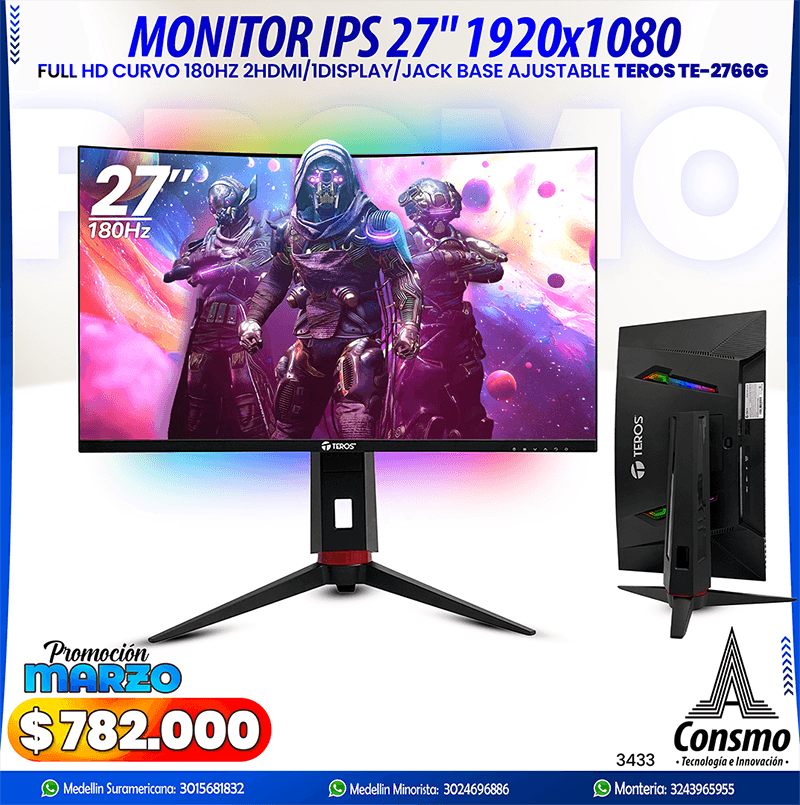 MONITOR IPS 27" 1920x1080
FULL HD CURVO 180HZ 2HDMI/1DISPLAY/JACK BASE AJUSTABLE TEROS TE-2766G
PROMO
27"
180Hz
TEROS
TEROS
Promoción
MARZO
$782.000
3433
Consmo
• Tecnología e Innovación •
Medellin Suramericana: 3015681832
Medellin Minorista: 3024696886
Monteria: 3243965955